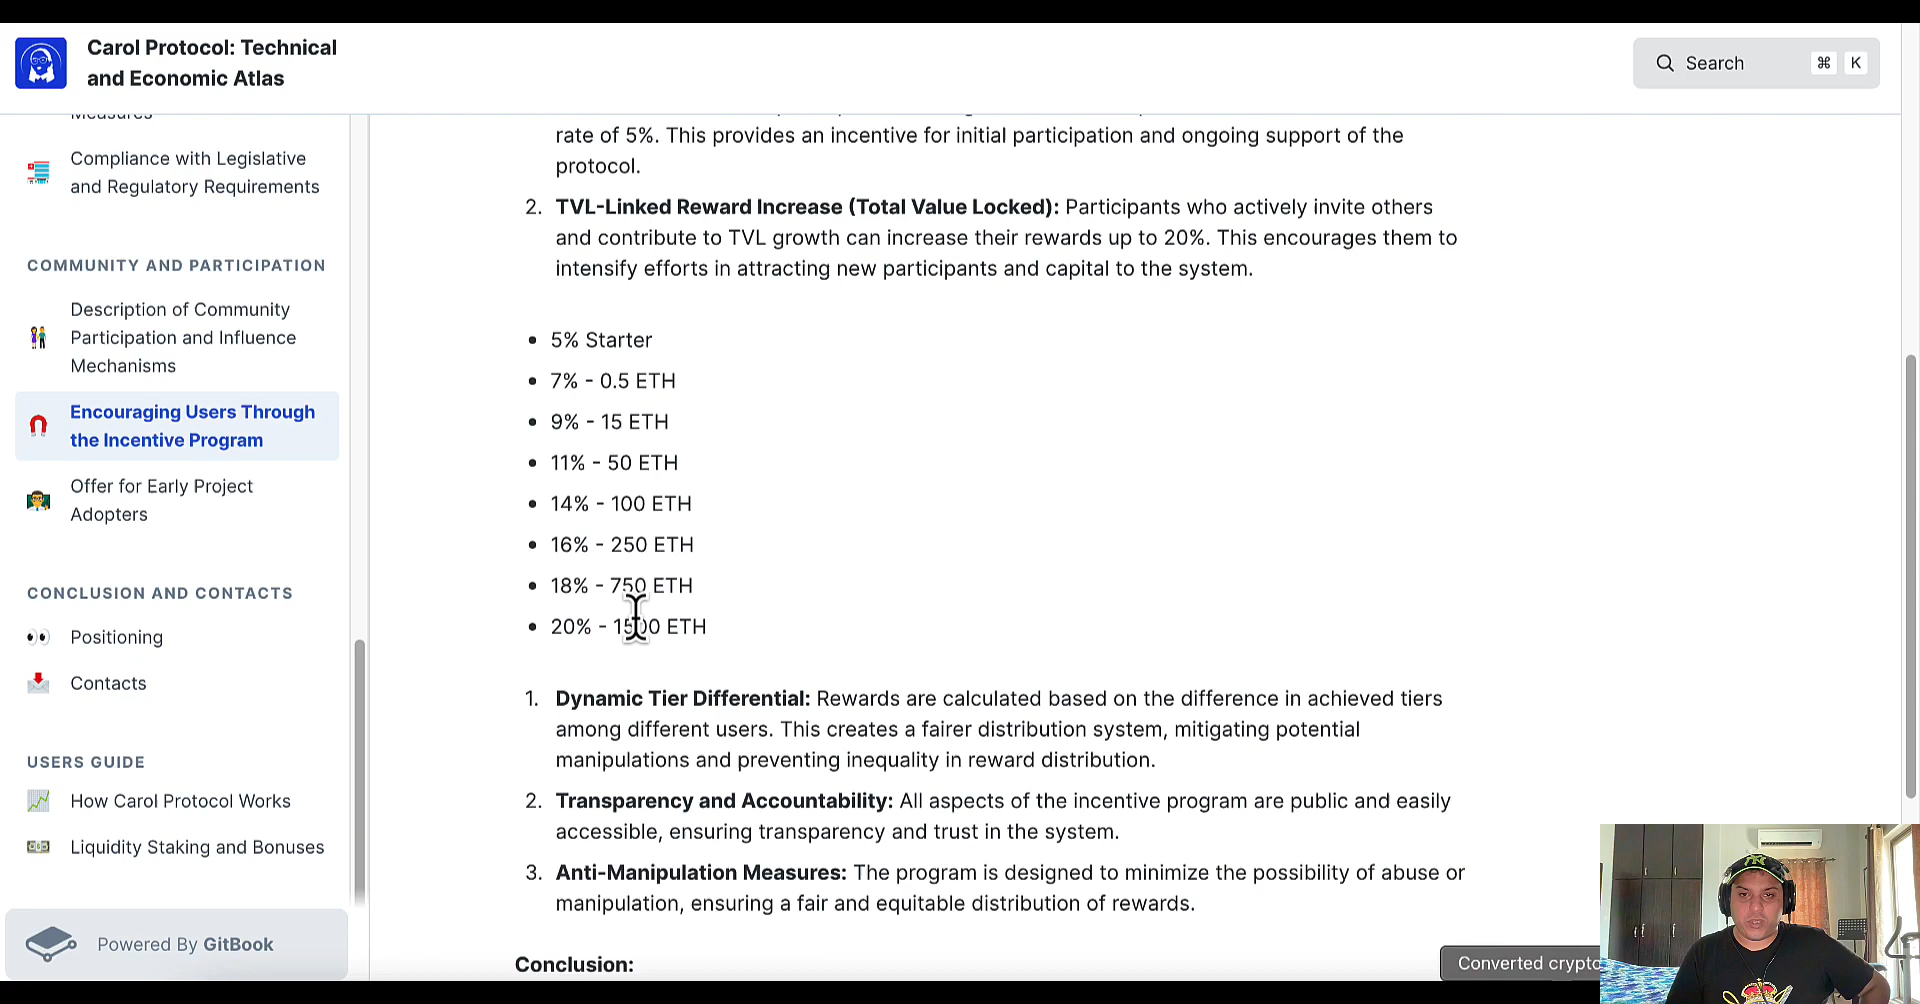 Carol Protocol: Technical
and Economic Atlas
Search
⌘
K
Measures
Compliance with Legislative
and Regulatory Requirements
COMMUNITY AND PARTICIPATION
Description of Community
Participation and Influence
Mechanisms
Encouraging Users Through
the Incentive Program
Offer for Early Project
Adopters
CONCLUSION AND CONTACTS
Positioning
Contacts
USERS GUIDE
How Carol Protocol Works
Liquidity Staking and Bonuses
Powered By GitBook
rate of 5%. This provides an incentive for initial participation and ongoing support of the
protocol.
2. TVL-Linked Reward Increase (Total Value Locked): Participants who actively invite others
and contribute to TVL growth can increase their rewards up to 20%. This encourages them to
intensify efforts in attracting new participants and capital to the system.
• 5% Starter
• 7% - 0.5 ETH
• 9% - 15 ETH
• 11% - 50 ETH
• 14% - 100 ETH
• 16% - 250 ETH
• 18% - 750 ETH
• 20% - 1500 ETH
1. Dynamic Tier Differential: Rewards are calculated based on the difference in achieved tiers
among different users. This creates a fairer distribution system, mitigating potential
manipulations and preventing inequality in reward distribution.
2. Transparency and Accountability: All aspects of the incentive program are public and easily
accessible, ensuring transparency and trust in the system.
3. Anti-Manipulation Measures: The program is designed to minimize the possibility of abuse or
manipulation, ensuring a fair and equitable distribution of rewards.
Conclusion:
Converted crypto